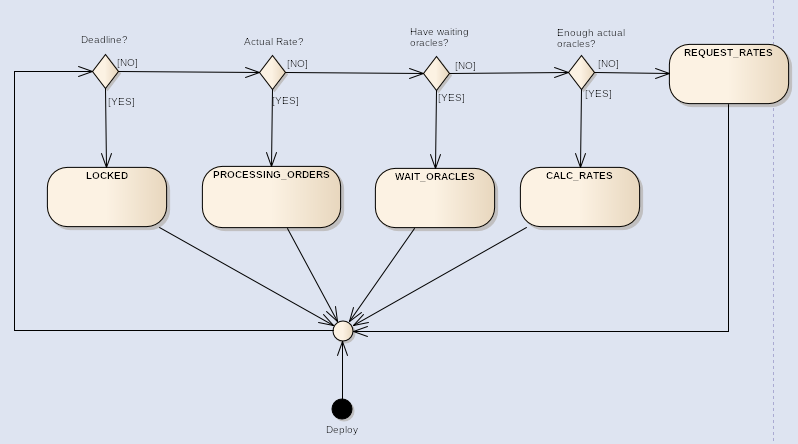 Deadline?
[NO]
[YES]
Actual Rate?
[NO]
[YES]
Have waiting
oracles?
[NO]
[YES]
Enough actual
oracles?
[NO]
[YES]
REQUEST_RATES
LOCKED
PROCESSING_ORDERS
WAIT_ORACLES
CALC_RATES
Deploy